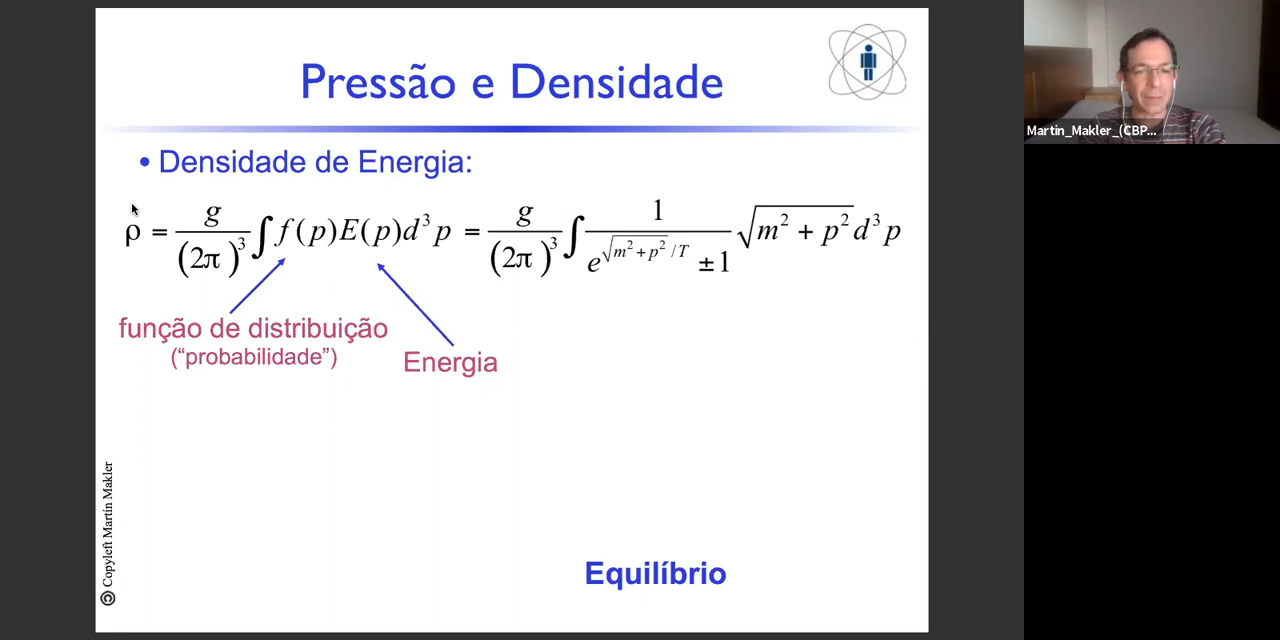 Pressão e Densidade
Martin_Makler_(CBP...
• Densidade de Energia:
ρ = g/(2π)³ ∫ f(p)E(p)d³p = g/(2π)³ ∫ 1/(e^(√(m²+p²)/T) ±1) √(m² + p²) d³p
função de distribuição
(“probabilidade”)
Energia
Equilíbrio
Copyleft Martin Makler